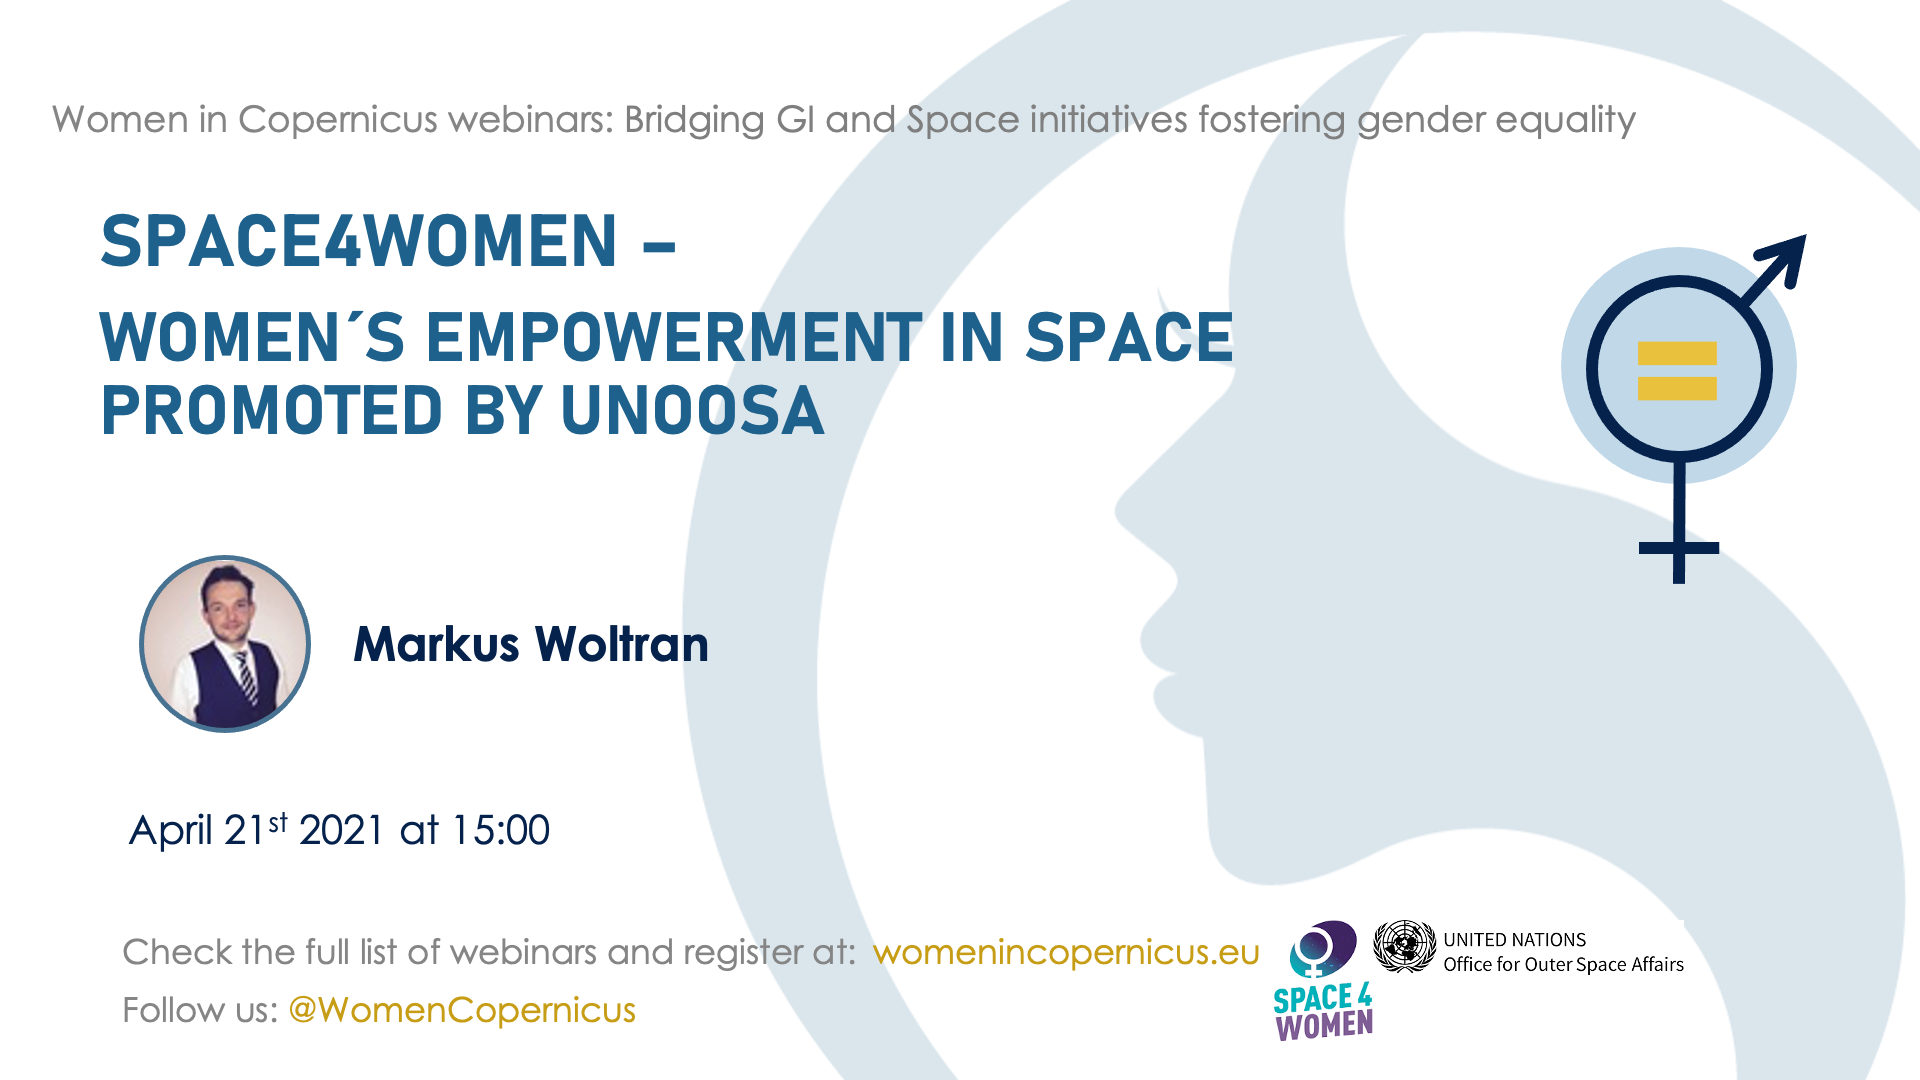 Women in Copernicus webinars: Bridging GI and Space initiatives fostering gender equality
SPACE4WOMEN –
WOMEN´S EMPOWERMENT IN SPACE
PROMOTED BY UNOOSA
Markus Woltran
April 21st 2021 at 15:00
Check the full list of webinars and register at: womenincopernicus.eu
Follow us: @WomenCopernicus
SPACE 4
WOMEN
UNITED NATIONS
Office for Outer Space Affairs